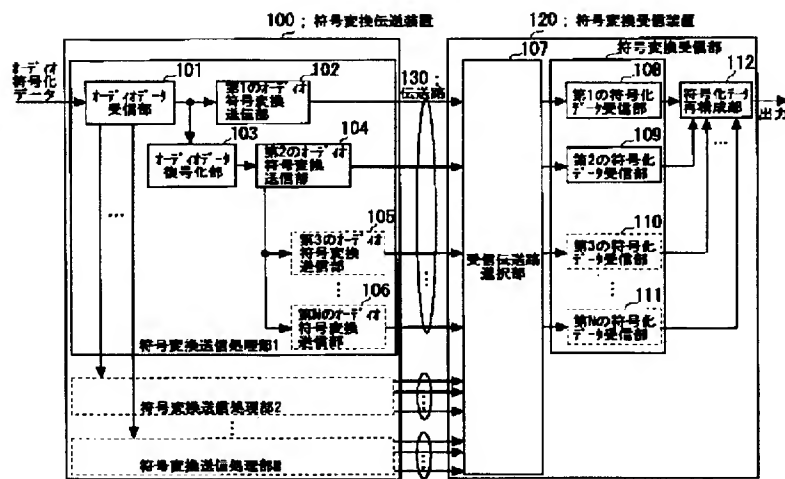 100 ; 符号変換伝送装置
120 ; 符号変換受信装置
107
符号変換受信部
オーディオ
符号化
データ
101
オーディオデータ
受信部
102
第1のオーディオ
符号変換
送信部
130 ;
伝送路
108
第1の符号化
データ受信部
112
符号化データ
再構成部
出力
103
オーディオデータ
復号化部
104
第2のオーディオ
符号変換
送信部
109
第2の符号化
データ受信部
…
…
105
第3のオーディオ
符号変換
送信部
受信伝送路
選択部
110
第3の符号化
データ受信部
106
第Nのオーディオ
符号変換
送信部
111
第Nの符号化
データ受信部
符号変換送信処理部1
符号変換送信処理部2
符号変換送信処理部